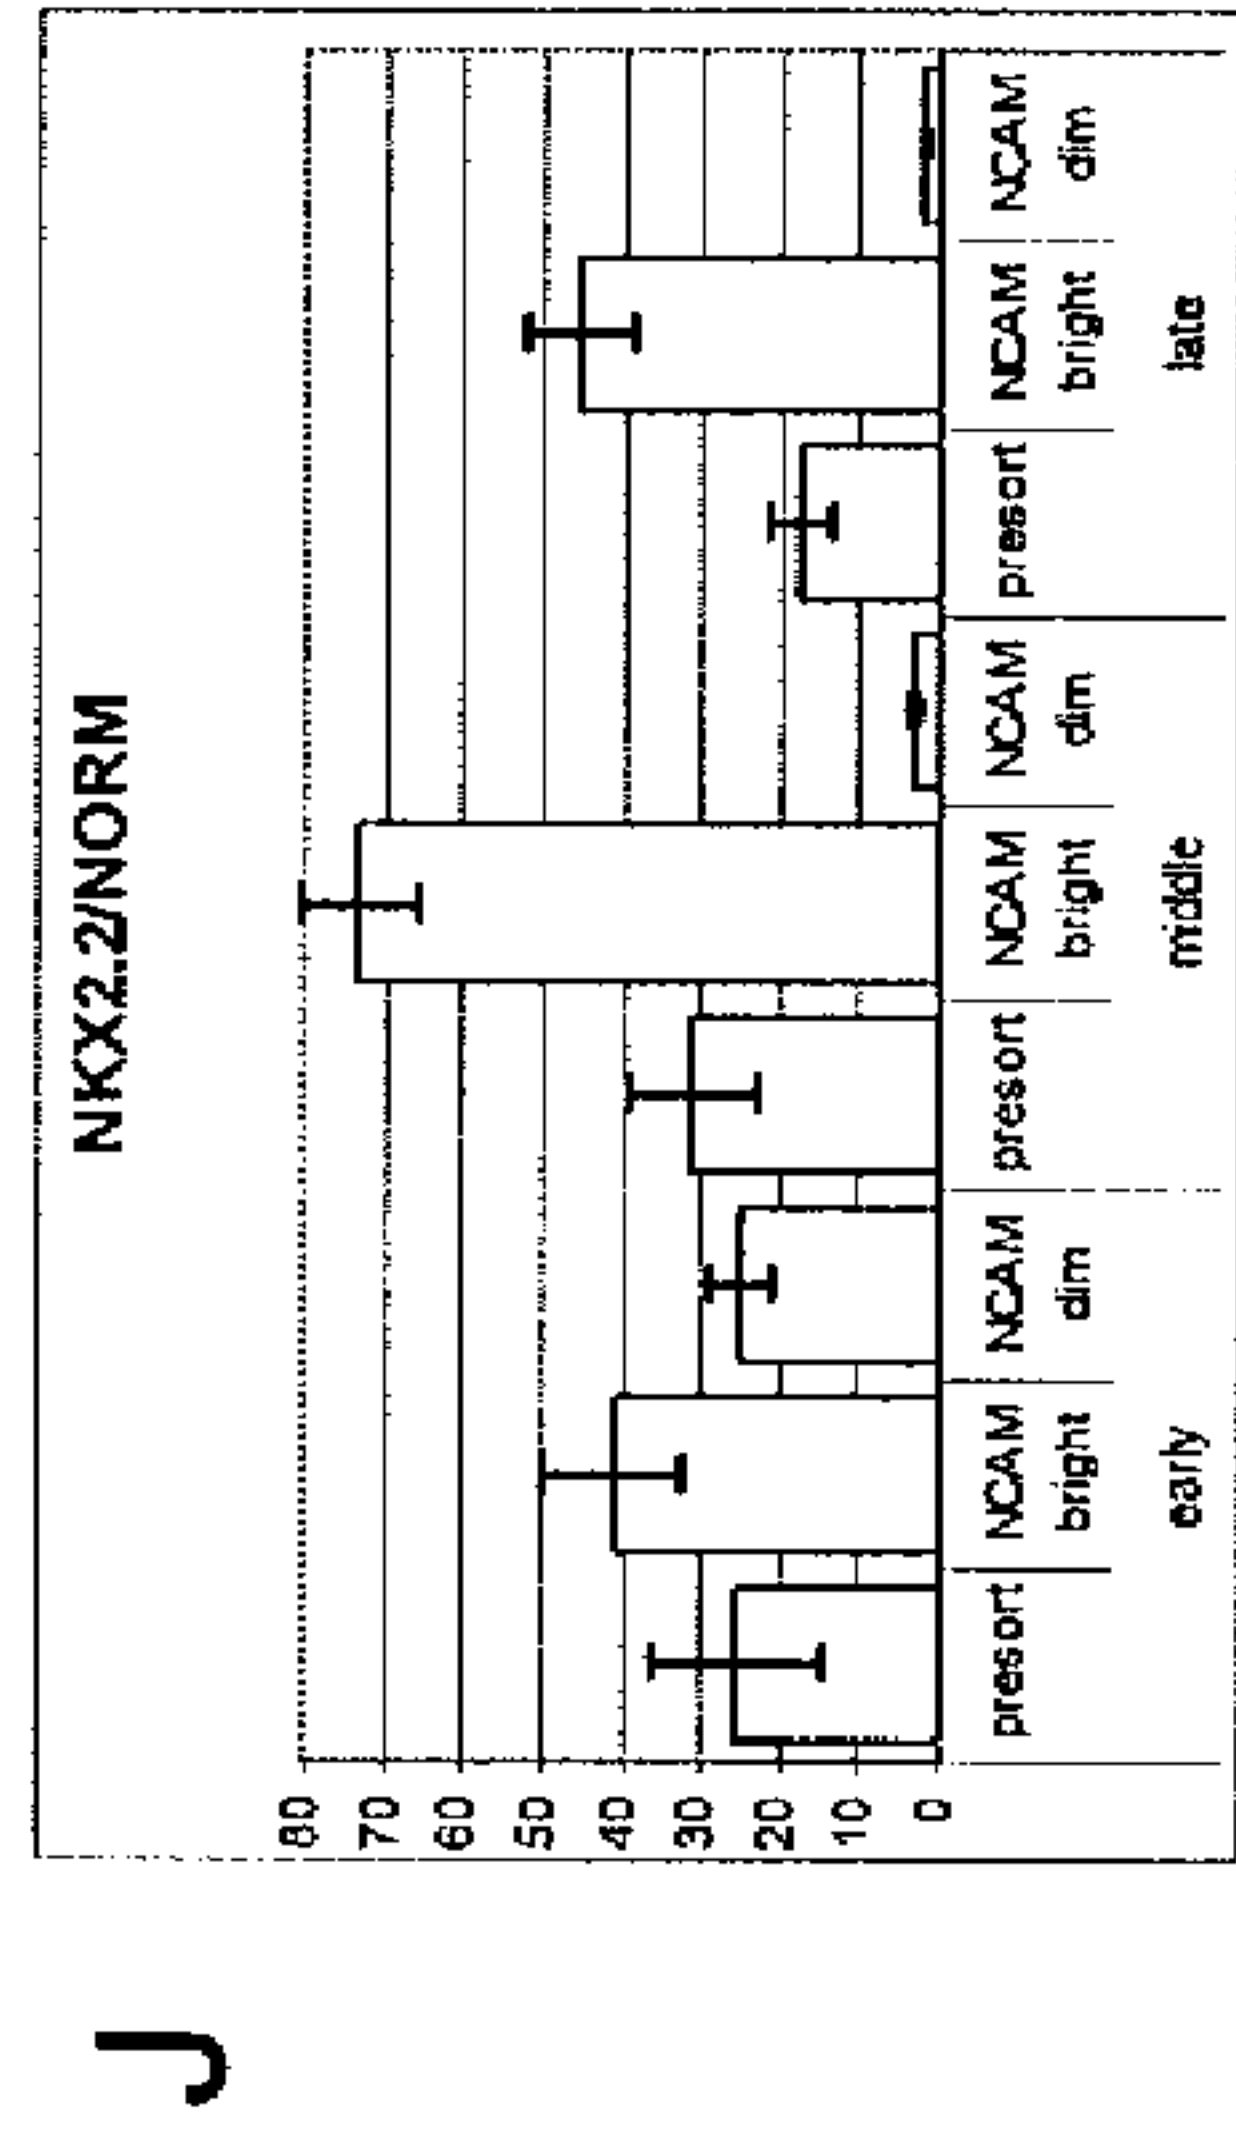 J
NKX2.2/NORM
80
70
60
50
40
30
20
10
0
presort
NCAM bright
NCAM dim
presort
NCAM bright
NCAM dim
presort
NCAM bright
NCAM dim
early
middle
late